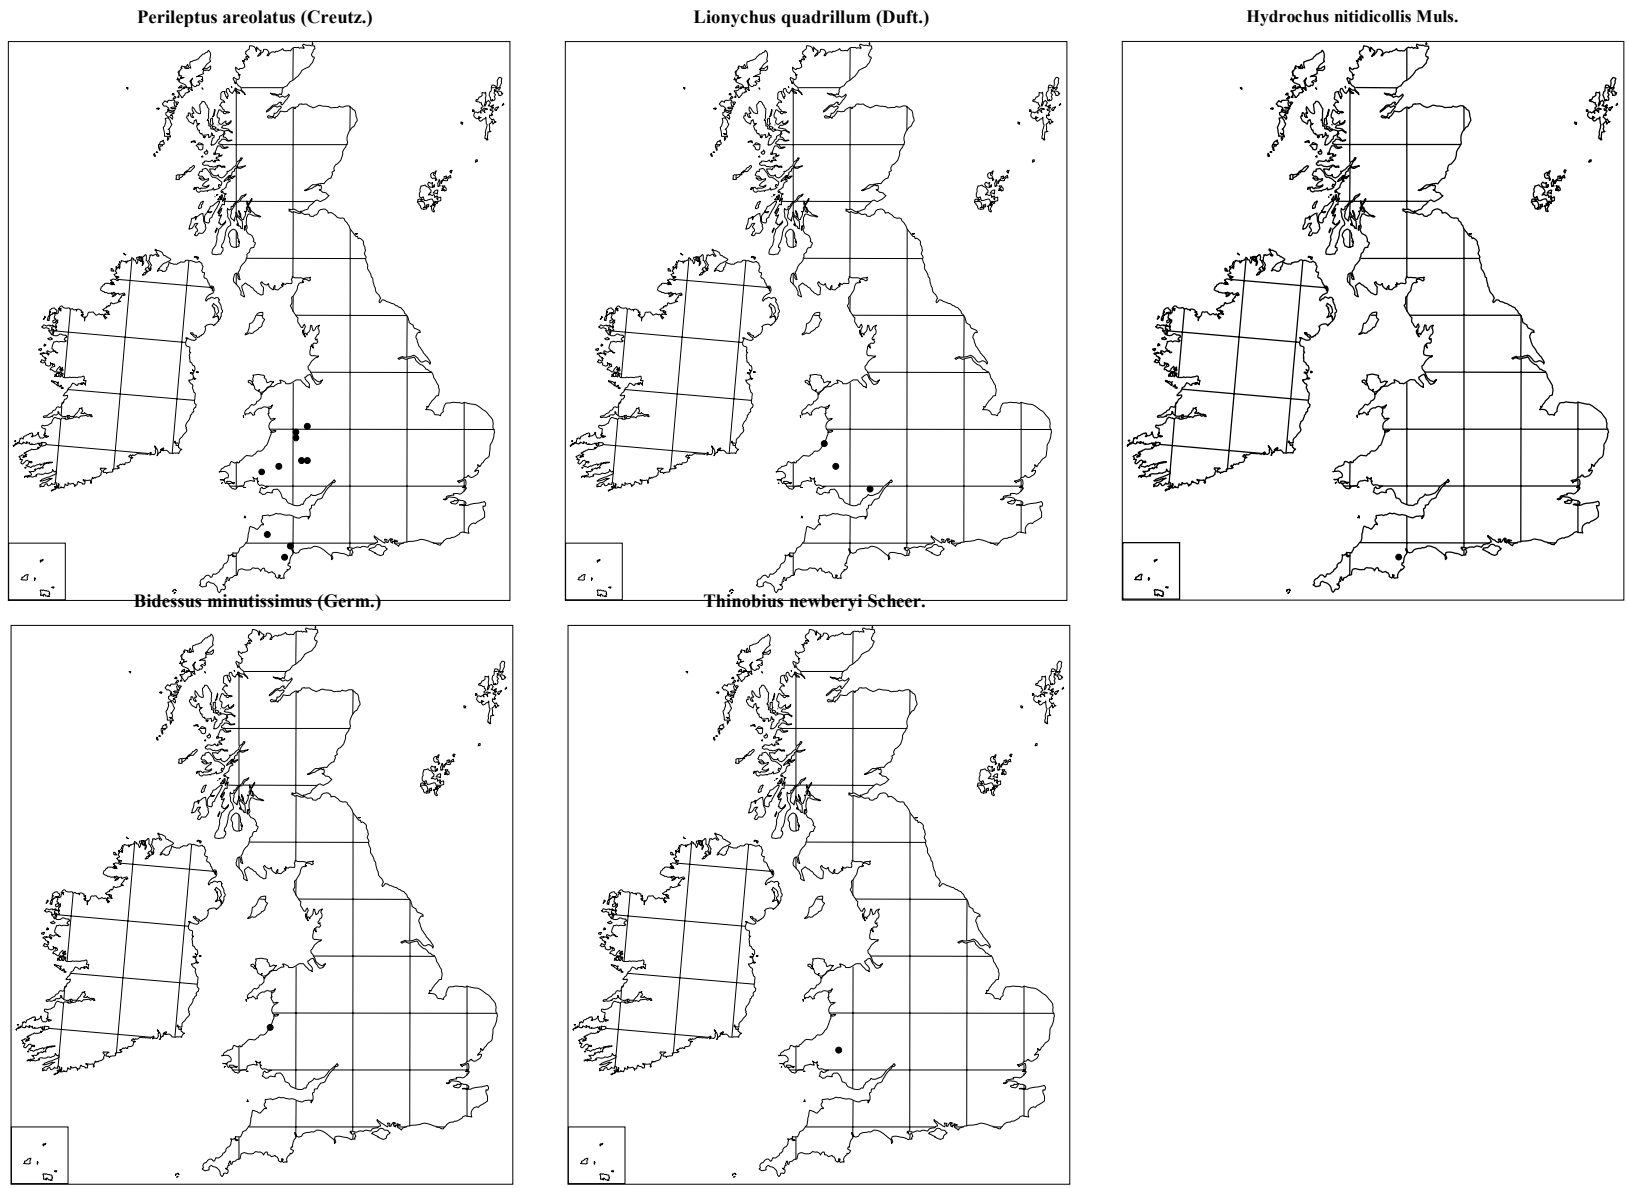 Perileptus areolatus (Creutz.)
Lionychus quadrillum (Duft.)
Hydrochus nitidicollis Muls.
Bidessus minutissimus (Germ.)
Thinobius newberyi Scheer.